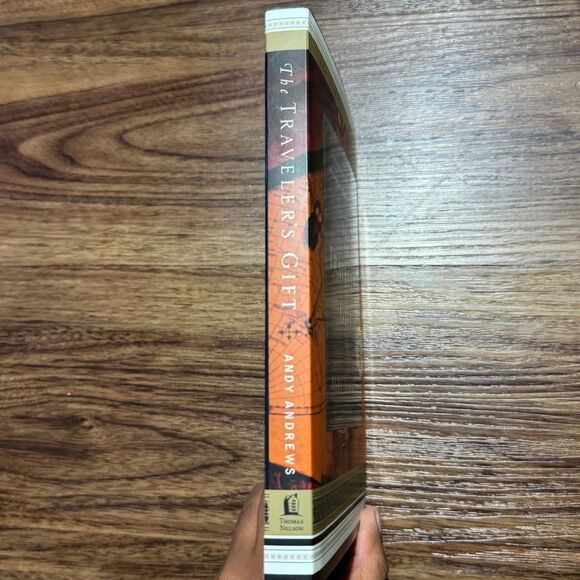 The TRAVELER'S GIFT
ANDY ANDREWS
THOMAS
NELSON